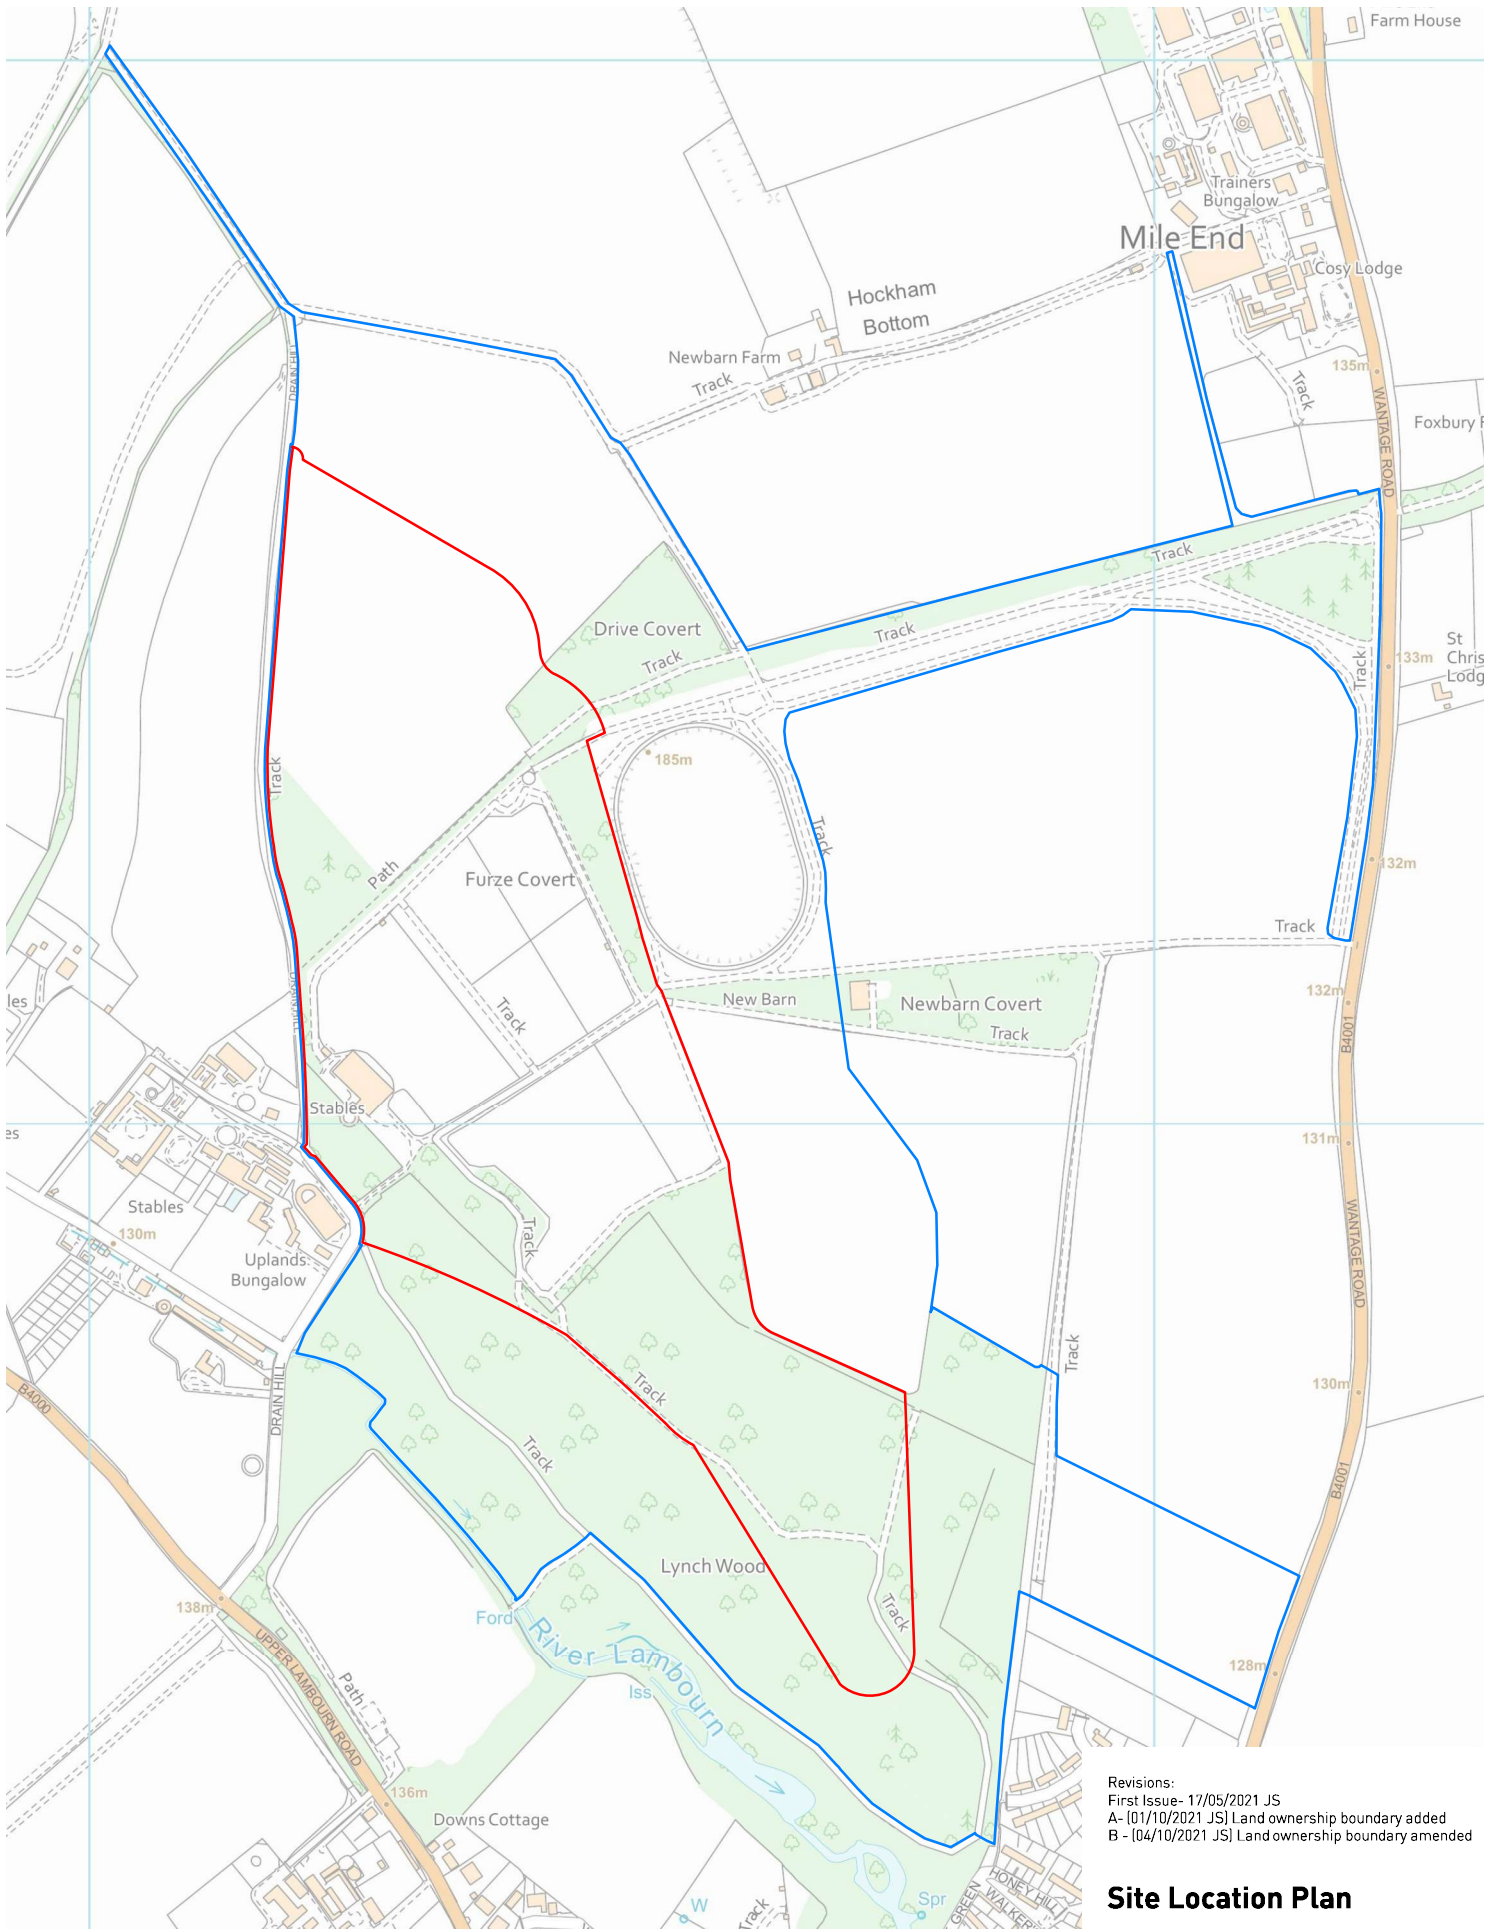 Farm House
Trainers
Bungalow
Mile End
Cosy Lodge
Hockham
Bottom
Newbarn Farm
Track
135m
Track
WANTAGE ROAD
DRAIN HILL
Track
Drive Covert
Track
Track
St
133m
Track
185m
Track
Track
132m
Path
Furze Covert
Track
New Barn
Newbarn Covert
Track
Track
132m
B4001
Stables
131m
Stables
130m
Uplands
Bungalow
Track
WANTAGE ROAD
Track
130m
B4000
DRAIN HILL
Track
Track
B4001
Lynch Wood
138m
Ford
River Lambourn
Track
UPPER LAMBOURN ROAD
Path
Iss
128m
136m
Downs Cottage
Revisions:
First Issue- 17/05/2021 JS
A- [01/10/2021 JS] Land ownership boundary added
B - [04/10/2021 JS] Land ownership boundary amended
W
Track
Spr
GREEN
HONEY HILL
Site Location Plan